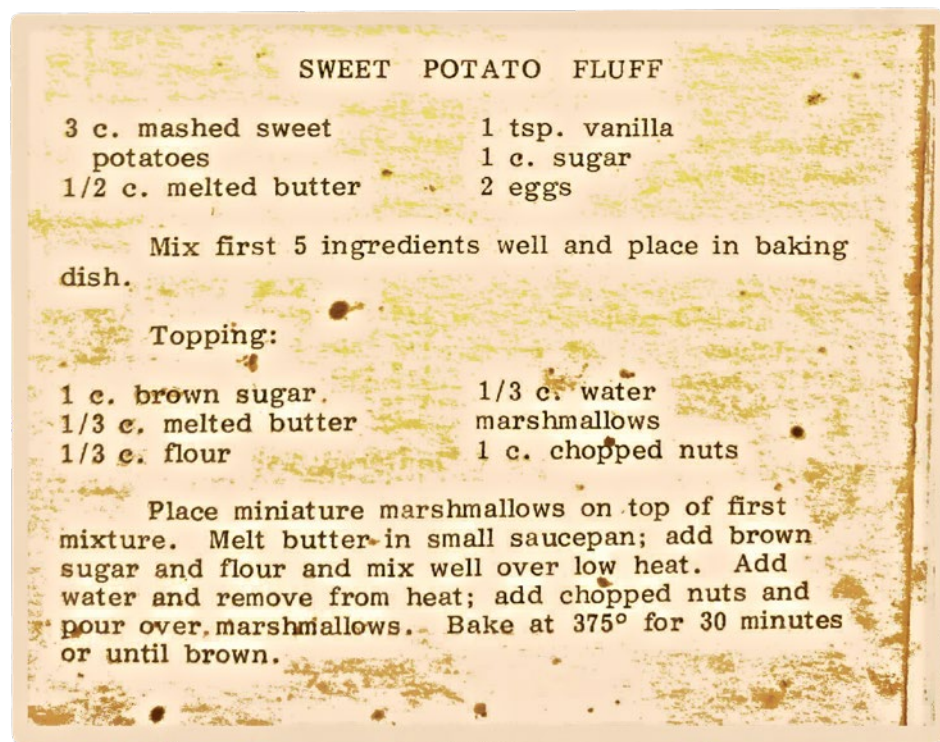 SWEET POTATO FLUFF
3 c. mashed sweet
potatoes
1/2 c. melted butter
1 tsp. vanilla
1 c. sugar
2 eggs
Mix first 5 ingredients well and place in baking
dish.
Topping:
1 c. brown sugar
1/3 c. melted butter
1/3 c. flour
1/3 c. water
marshmallows
1 c. chopped nuts
Place miniature marshmallows on top of first
mixture. Melt butter in small saucepan; add brown
sugar and flour and mix well over low heat. Add
water and remove from heat; add chopped nuts and
pour over marshmallows. Bake at 375° for 30 minutes
or until brown.